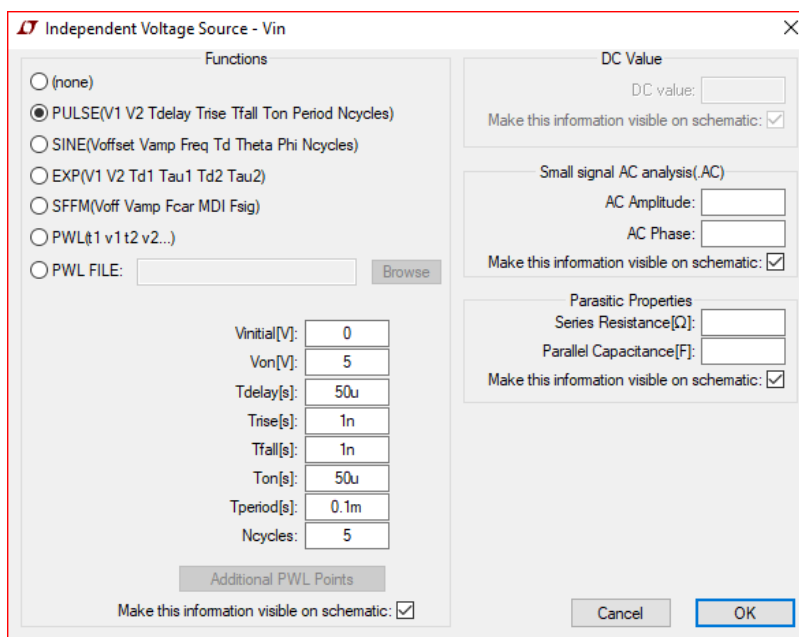 Independent Voltage Source - Vin
Functions
(none)
PULSE(V1 V2 Tdelay Trise Tfall Ton Period Ncycles)
SINE(Voffset Vamp Freq Td Theta Phi Ncycles)
EXP(V1 V2 Td1 Tau1 Td2 Tau2)
SFFM(Voff Vamp Fcar MDI Fsig)
PWL(t1 v1 t2 v2...)
PWL FILE: Browse
Vinitial[V]: 0
Von[V]: 5
Tdelay[s]: 50u
Trise[s]: 1n
Tfall[s]: 1n
Ton[s]: 50u
Tperiod[s]: 0.1m
Ncycles: 5
Additional PWL Points
Make this information visible on schematic:
DC Value
DC value:
Make this information visible on schematic:
Small signal AC analysis(.AC)
AC Amplitude:
AC Phase:
Make this information visible on schematic:
Parasitic Properties
Series Resistance[Ω]:
Parallel Capacitance[F]:
Make this information visible on schematic:
Cancel OK